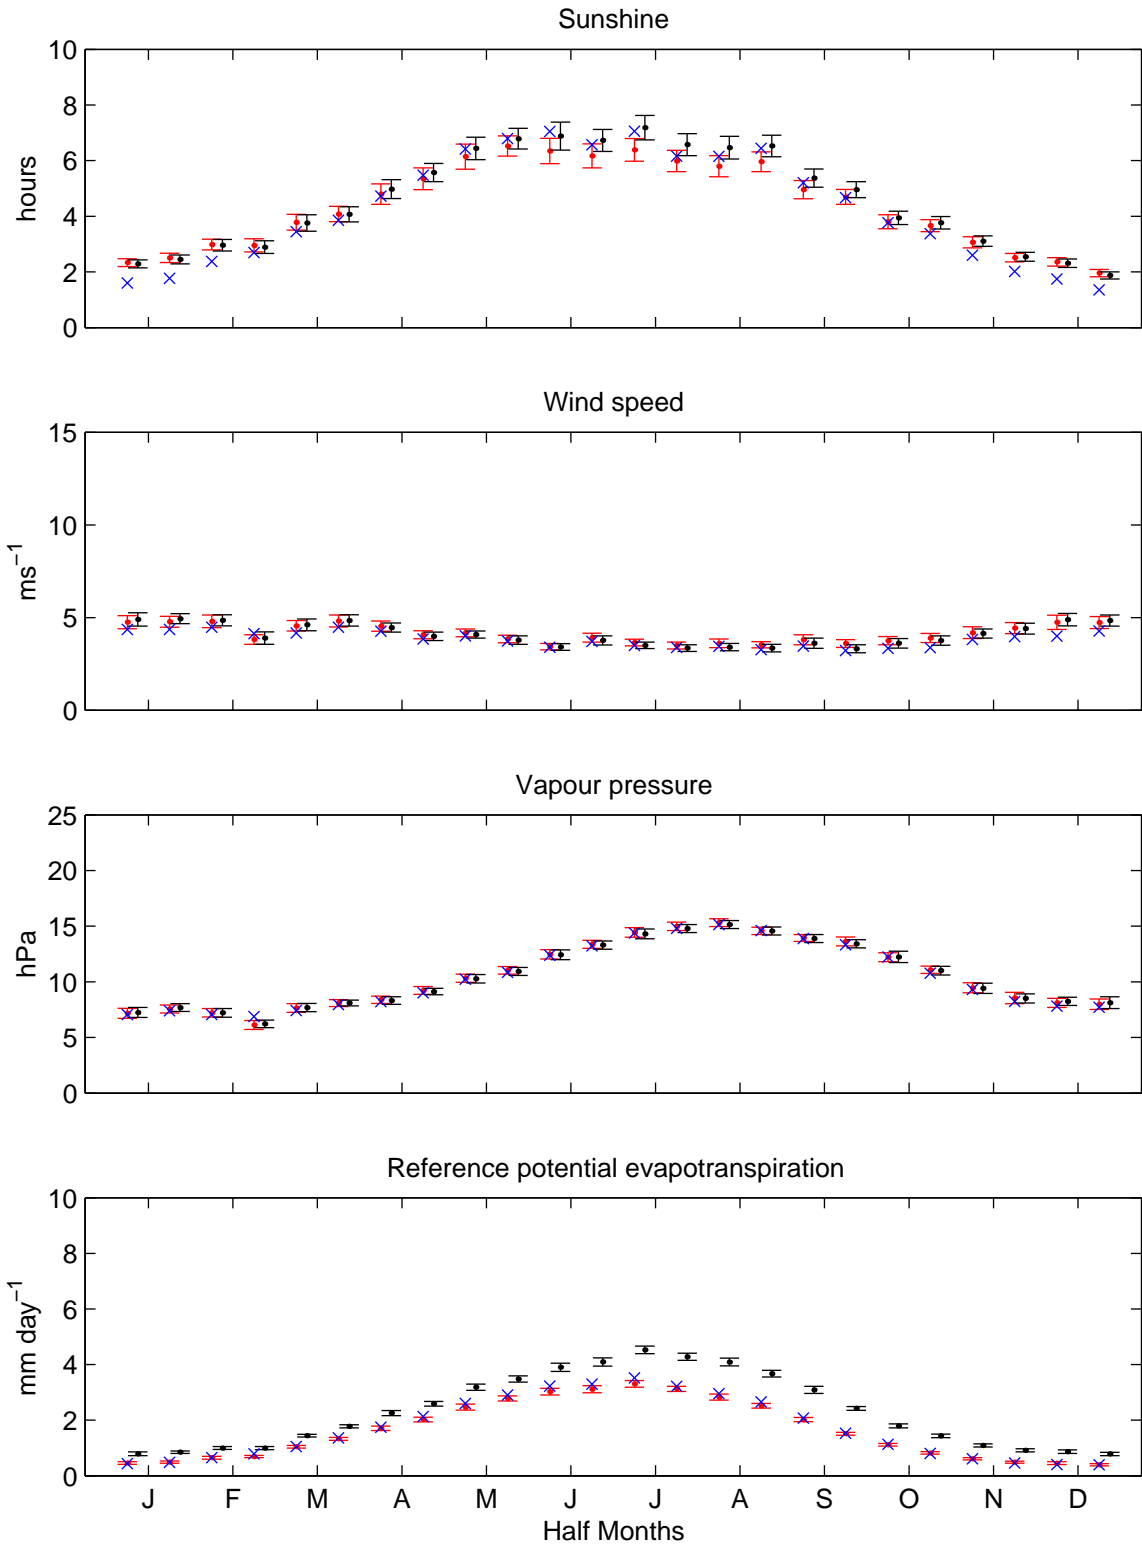 Sunshine
10
8
6
4
2
0
hours
Wind speed
15
10
5
0
ms⁻¹
Vapour pressure
25
20
15
10
5
0
hPa
Reference potential evapotranspiration
10
8
6
4
2
0
mm day⁻¹
J F M A M J J A S O N D
Half Months